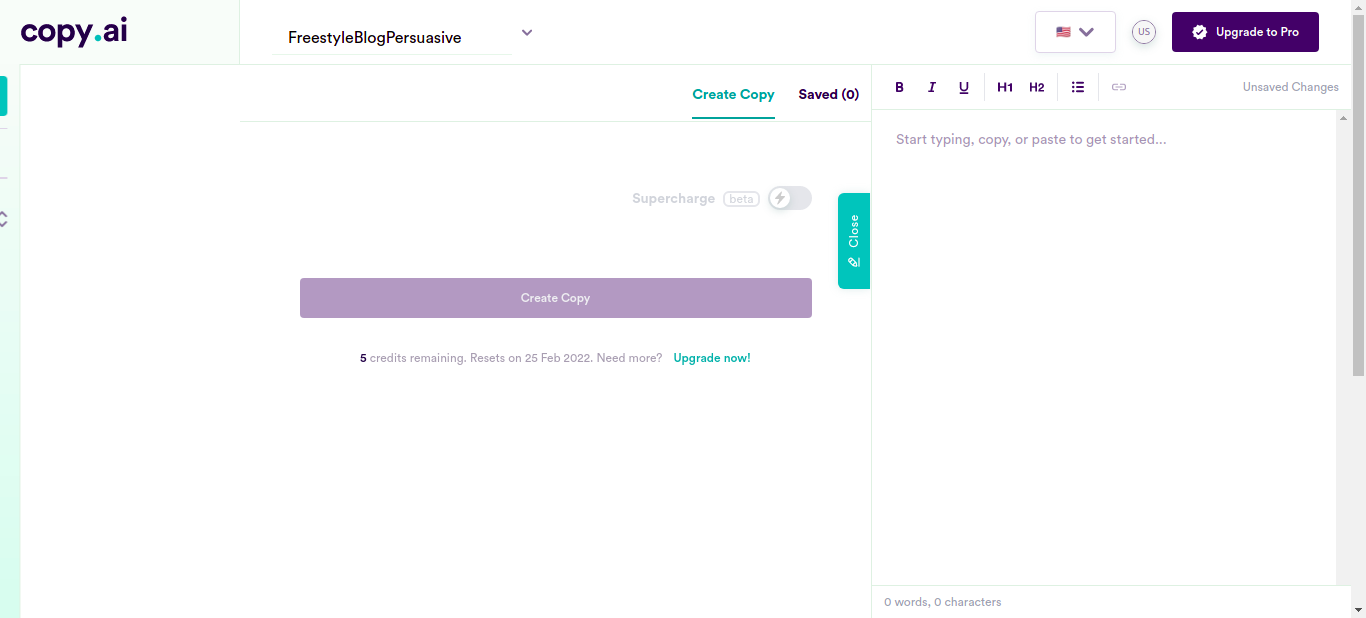 copy.ai
FreestyleBlogPersuasive
US
Upgrade to Pro
Create Copy
Saved (0)
B I U H1 H2
Unsaved Changes
Start typing, copy, or paste to get started...
Supercharge beta
Close
Create Copy
5 credits remaining. Resets on 25 Feb 2022. Need more? Upgrade now!
0 words, 0 characters